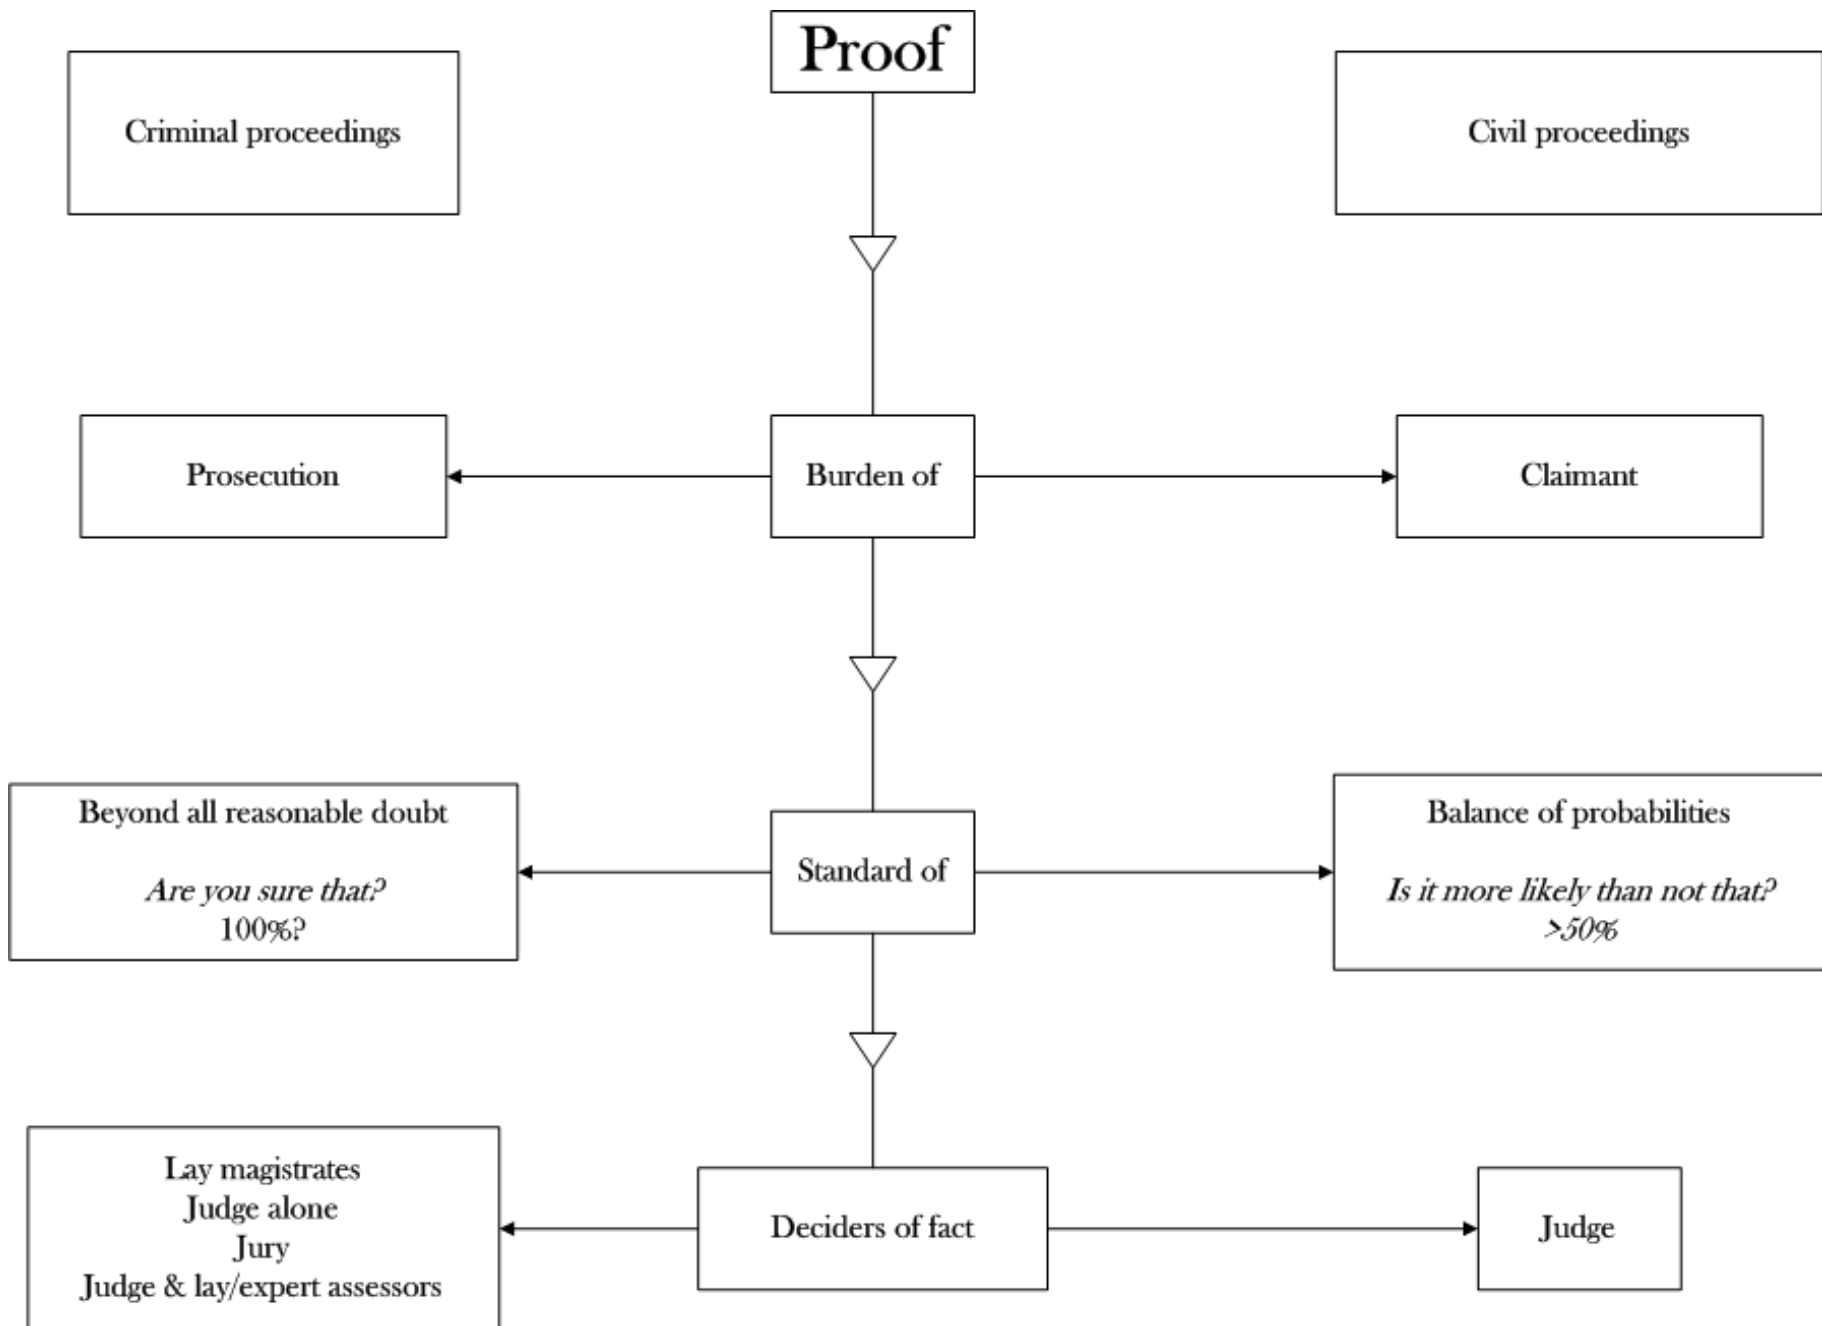 Proof
Criminal proceedings
Civil proceedings
Prosecution
Burden of
Claimant
Beyond all reasonable doubt
Are you sure that?
100%?
Standard of
Balance of probabilities
Is it more likely than not that?
>50%
Lay magistrates
Judge alone
Jury
Judge & lay/expert assessors
Deciders of fact
Judge